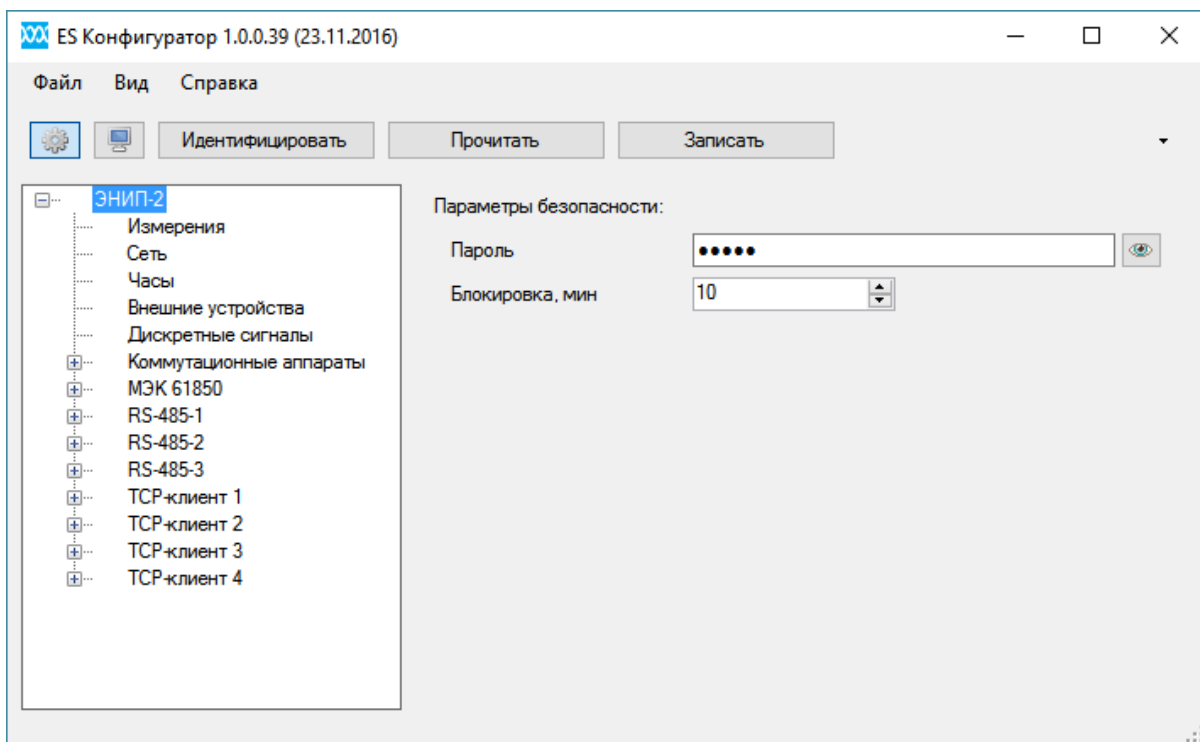 ES Конфигуратор 1.0.0.39 (23.11.2016)
Файл Вид Справка
Идентифицировать Прочитать Записать
ЭНИП-2
Измерения
Сеть
Часы
Внешние устройства
Дискретные сигналы
Коммутационные аппараты
МЭК 61850
RS-485-1
RS-485-2
RS-485-3
TCP-клиент 1
TCP-клиент 2
TCP-клиент 3
TCP-клиент 4
Параметры безопасности:
Пароль •••••
Блокировка, мин 10